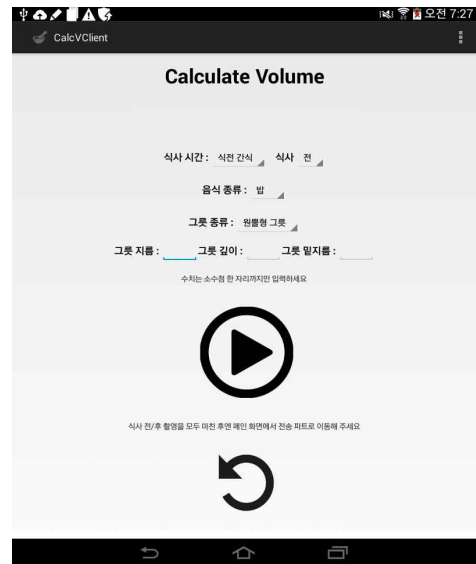 오전 7:27
CalcVClient
Calculate Volume
식사 시간 : 식전 간식 식사 전
음식 종류 : 밥
그릇 종류 : 원뿔형 그릇
그릇 지름 : 그릇 깊이 : 그릇 밑지름 :
수치는 소수점 한 자리까지만 입력하세요
식사 전/후 촬영을 모두 마친 후엔 메인 화면에서 전송 파트로 이동해 주세요